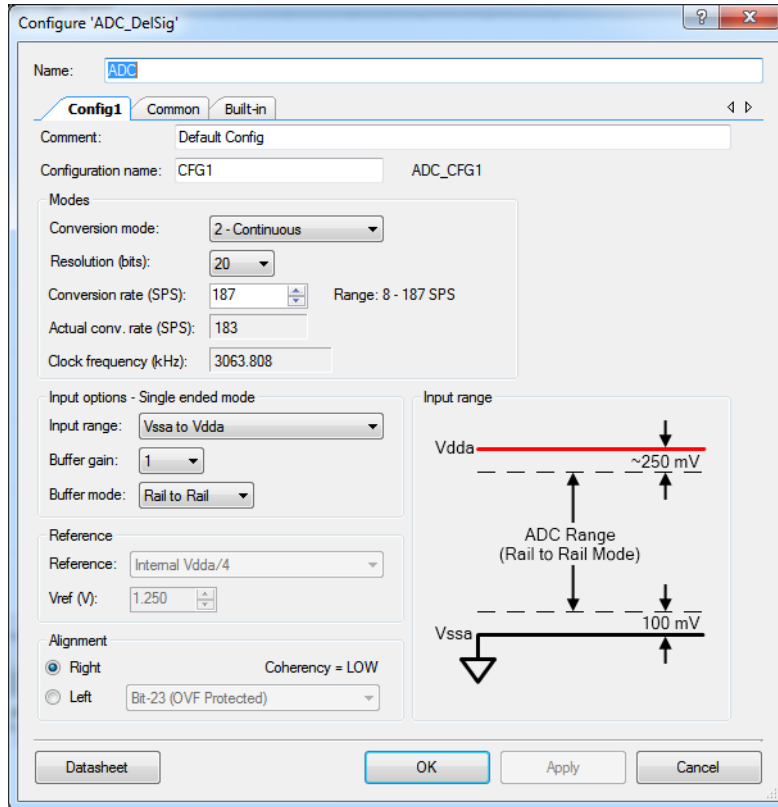 Configure 'ADC_DelSig'
Name: ADC
Config1 Common Built-in
Comment: Default Config
Configuration name: CFG1 ADC_CFG1
Modes
Conversion mode: 2 - Continuous
Resolution (bits): 20
Conversion rate (SPS): 187 Range: 8 - 187 SPS
Actual conv. rate (SPS): 183
Clock frequency (kHz): 3063.808
Input options - Single ended mode
Input range: Vssa to Vdda
Buffer gain: 1
Buffer mode: Rail to Rail
Reference
Reference: Internal Vdda/4
Vref (V): 1.250
Alignment
Right Coherency = LOW
Left Bit-23 (OVF Protected)
Input range
Vdda
~250 mV
ADC Range
(Rail to Rail Mode)
100 mV
Vssa
Datasheet OK Apply Cancel